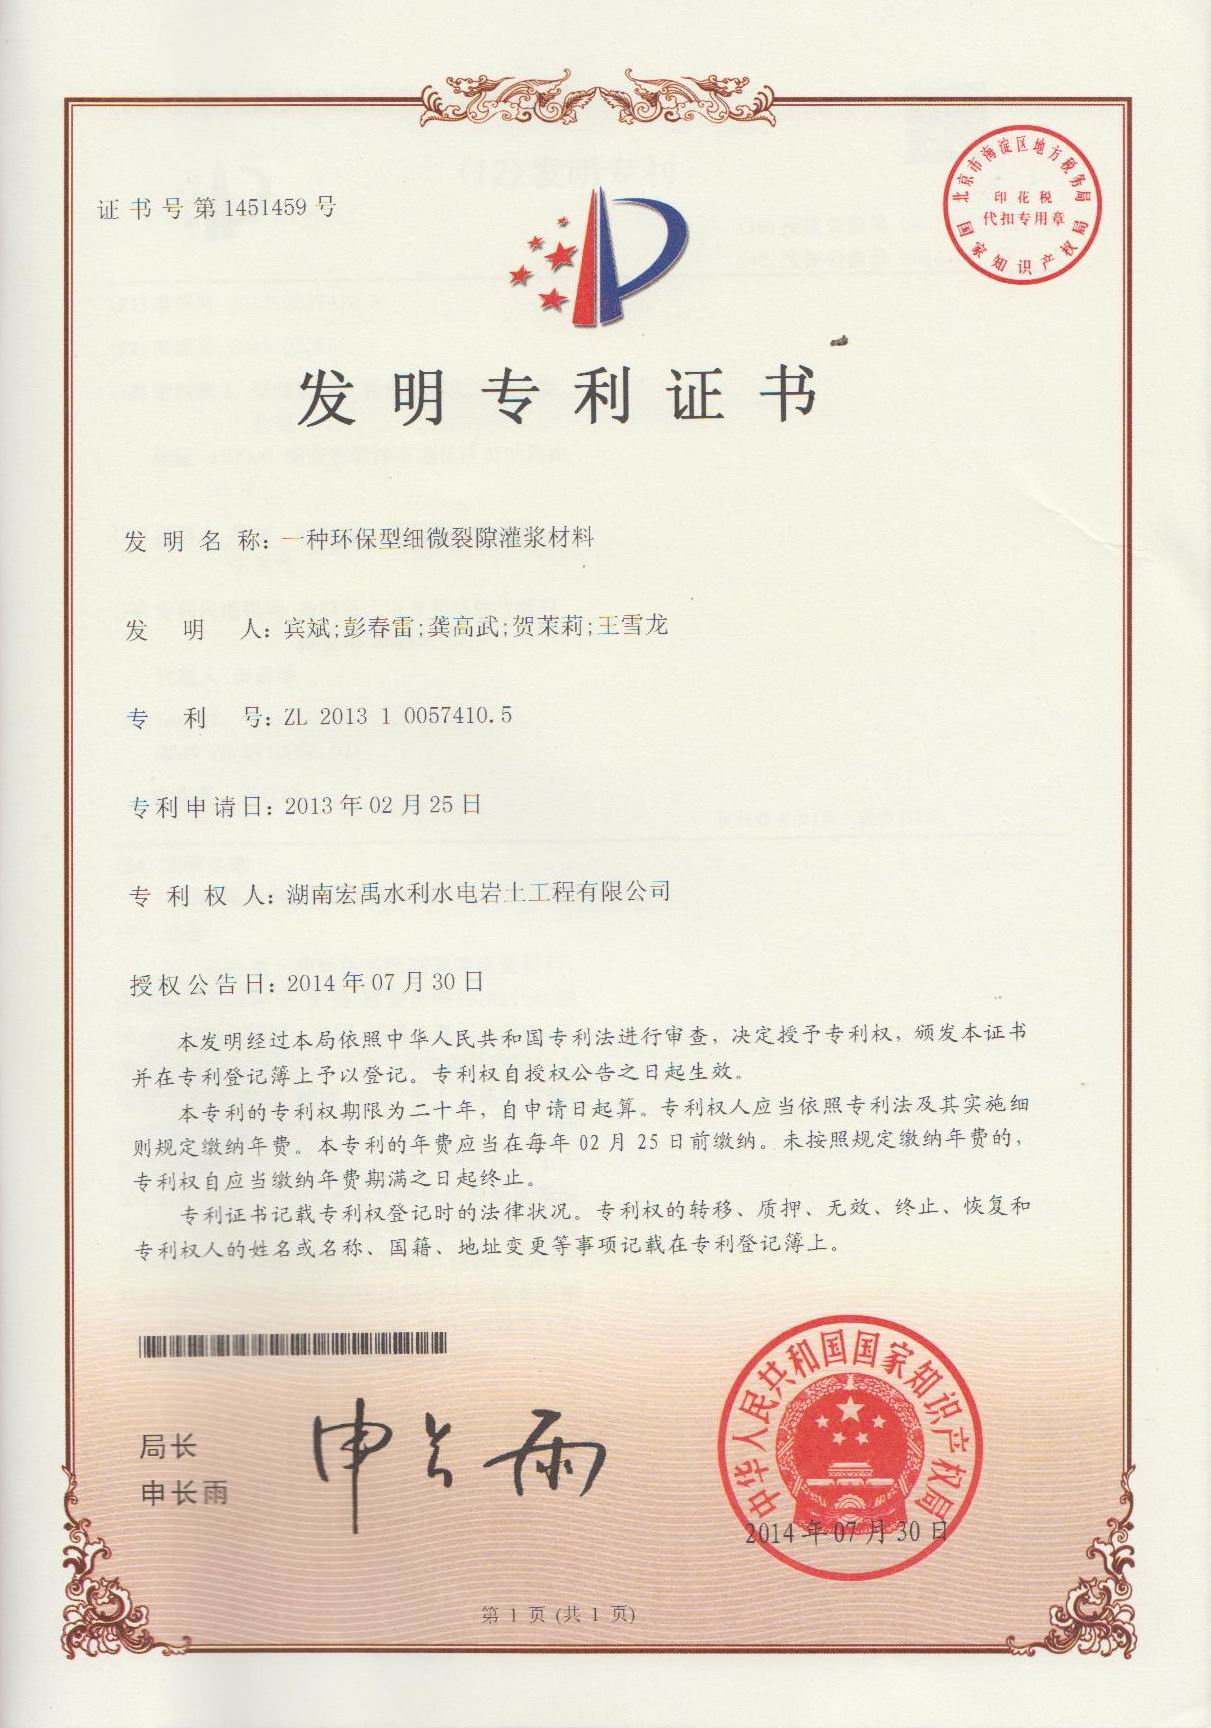 证书号第1451459号
北京市海淀区地方税务局
印花税
代扣专用章
国家知识产权局
发明专利证书
发明名称：一种环保型细微裂隙灌浆材料
发明人：宾斌;彭春雷;龚高武;贺茉莉;王雪龙
专利号：ZL 2013 1 0057410.5
专利申请日：2013年02月25日
专利权人：湖南宏禹水利水电岩土工程有限公司
授权公告日：2014年07月30日
本发明经过本局依照中华人民共和国专利法进行审查，决定授予专利权，颁发本证书
并在专利登记簿上予以登记。专利权自授权公告之日起生效。
本专利的专利权期限为二十年，自申请日起算。专利权人应当依照专利法及其实施细
则规定缴纳年费。本专利的年费应当在每年02月25日前缴纳。未按照规定缴纳年费的，
专利权自应当缴纳年费期满之日起终止。
专利证书记载专利权登记时的法律状况。专利权的转移、质押、无效、终止、恢复和
专利权人的姓名或名称、国籍、地址变更等事项记载在专利登记簿上。
局长
申长雨
申长雨
中华人民共和国国家知识产权局
2014年07月30日
第 1 页 (共 1 页)